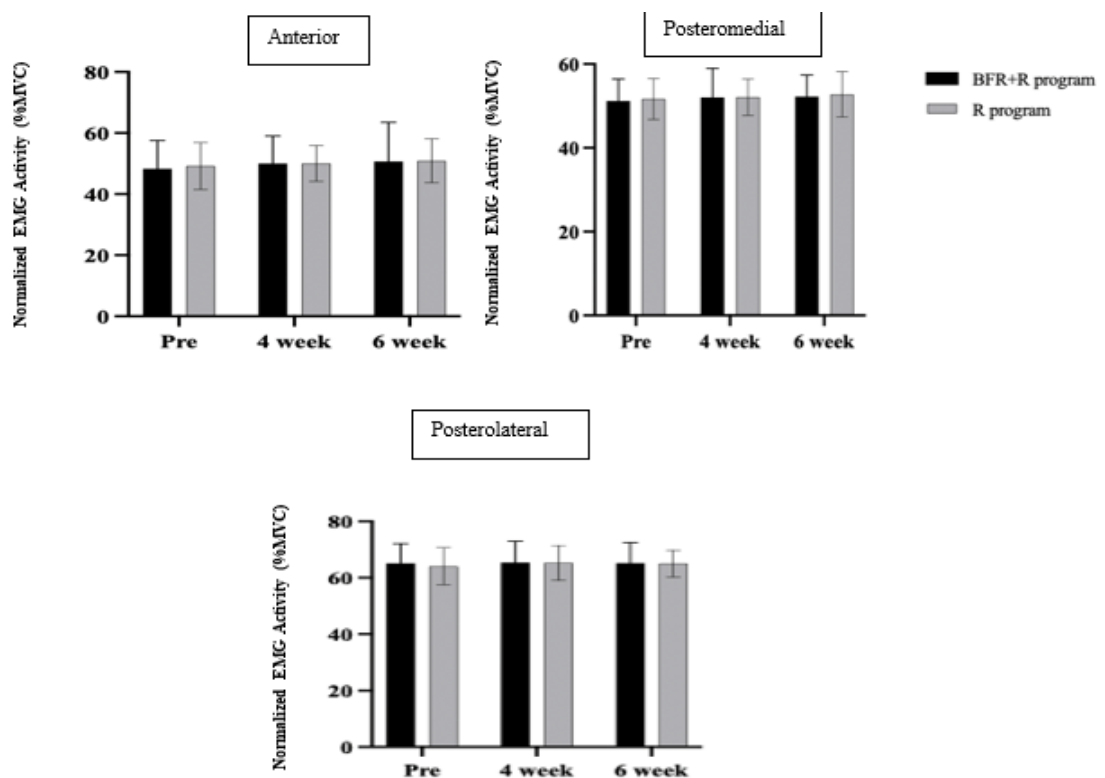 Anterior
Normalized EMG Activity (%MVC)
80
60
40
20
0
Pre
4 week
6 week
Posteromedial
Normalized EMG Activity (%MVC)
60
40
20
0
Pre
4 week
6 week
BFR+R program
R program
Posterolateral
Normalized EMG Activity (%MVC)
80
60
40
20
0
Pre
4 week
6 week